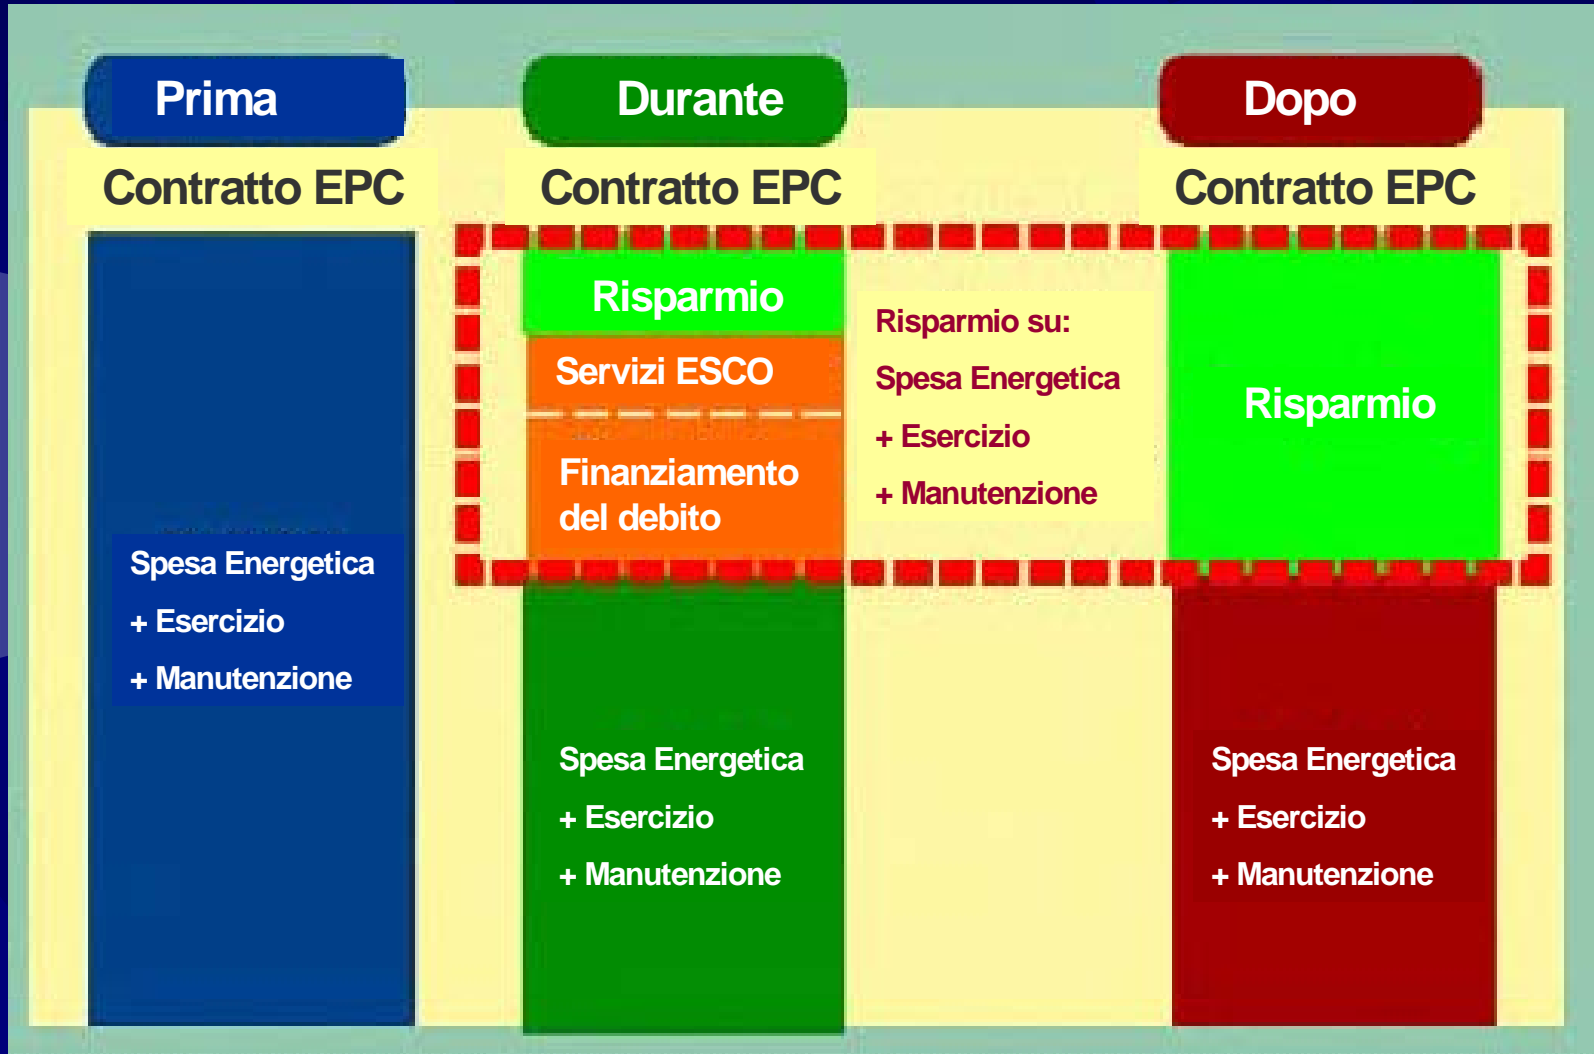 Prima
Contratto EPC
Spesa Energetica
+ Esercizio
+ Manutenzione
Durante
Contratto EPC
Risparmio
Servizi ESCO
Finanziamento
del debito
Spesa Energetica
+ Esercizio
+ Manutenzione
Risparmio su:
Spesa Energetica
+ Esercizio
+ Manutenzione
Dopo
Contratto EPC
Risparmio
Spesa Energetica
+ Esercizio
+ Manutenzione